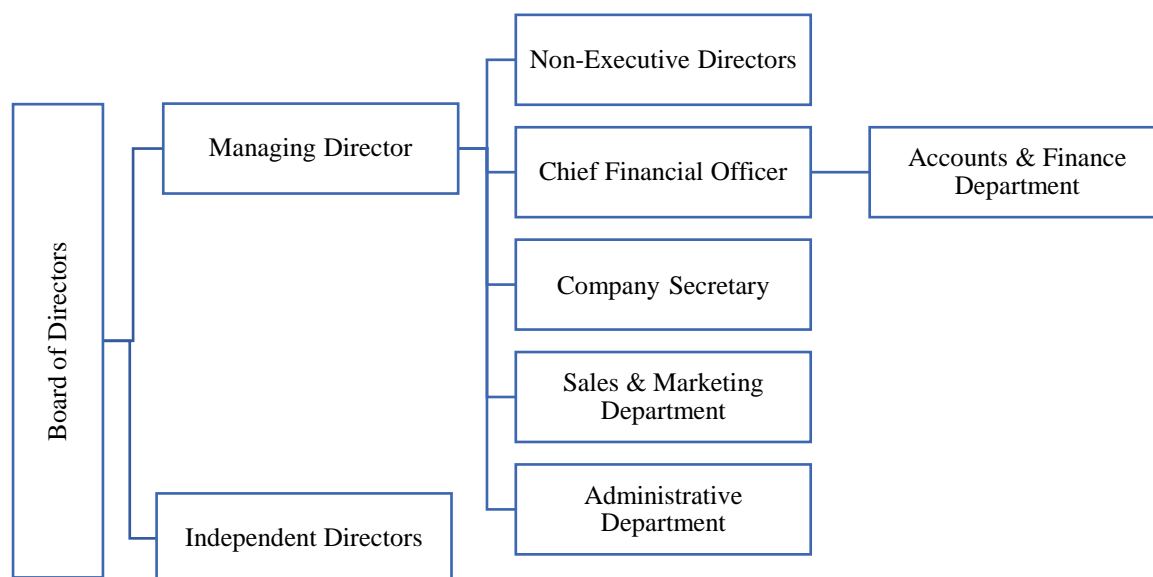 Board of Directors
Managing Director
Independent Directors
Non-Executive Directors
Chief Financial Officer
Company Secretary
Sales & Marketing
Department
Administrative
Department
Accounts & Finance
Department